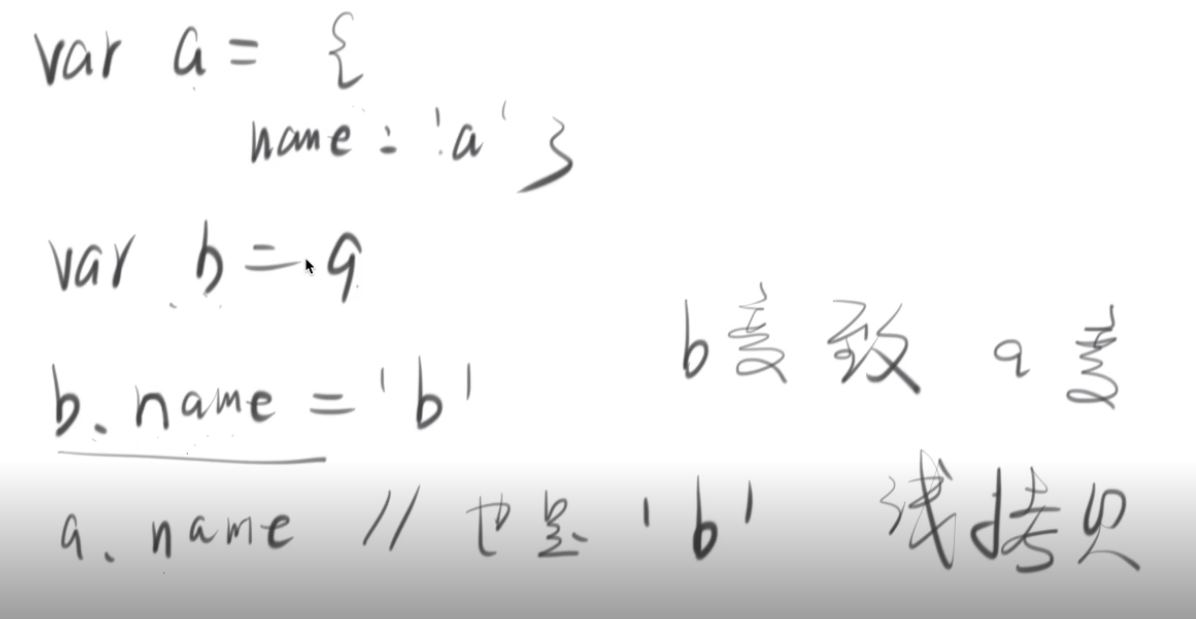 var a = {
name : 'a' }
var b = a
b变致 a变
b.name = 'b'
a.name // 也是 'b' 浅拷贝